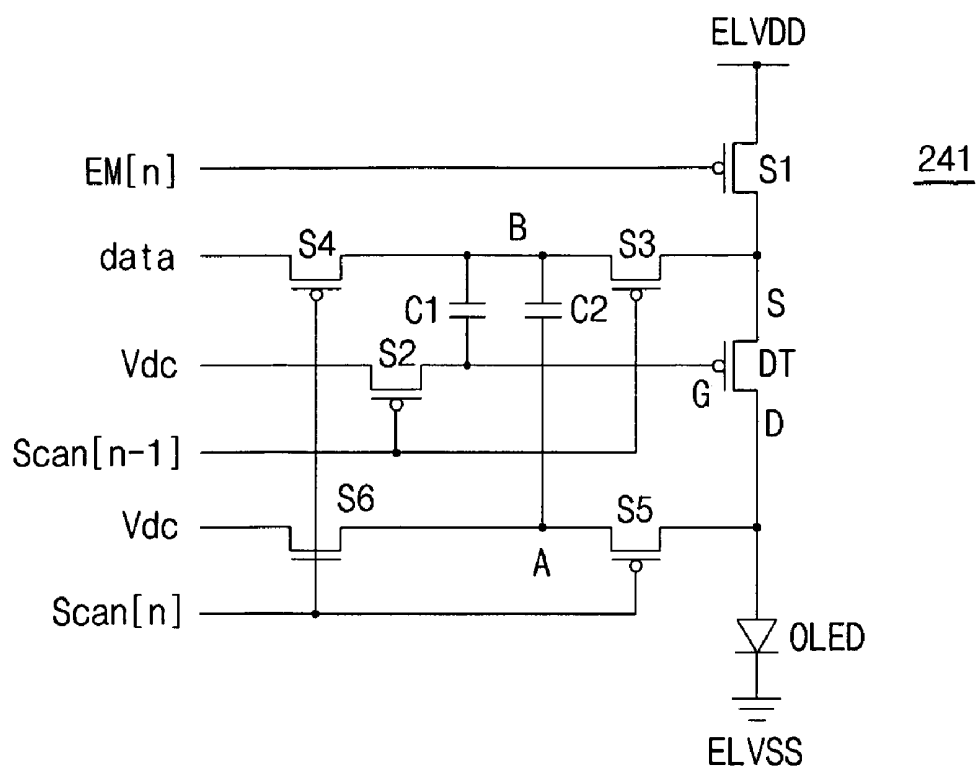 ELVDD
EM[n]
S1
241
data
S4
B
S3
C1
C2
S
Vdc
S2
G
DT
D
Scan[n-1]
Vdc
S6
A
S5
Scan[n]
OLED
ELVSS